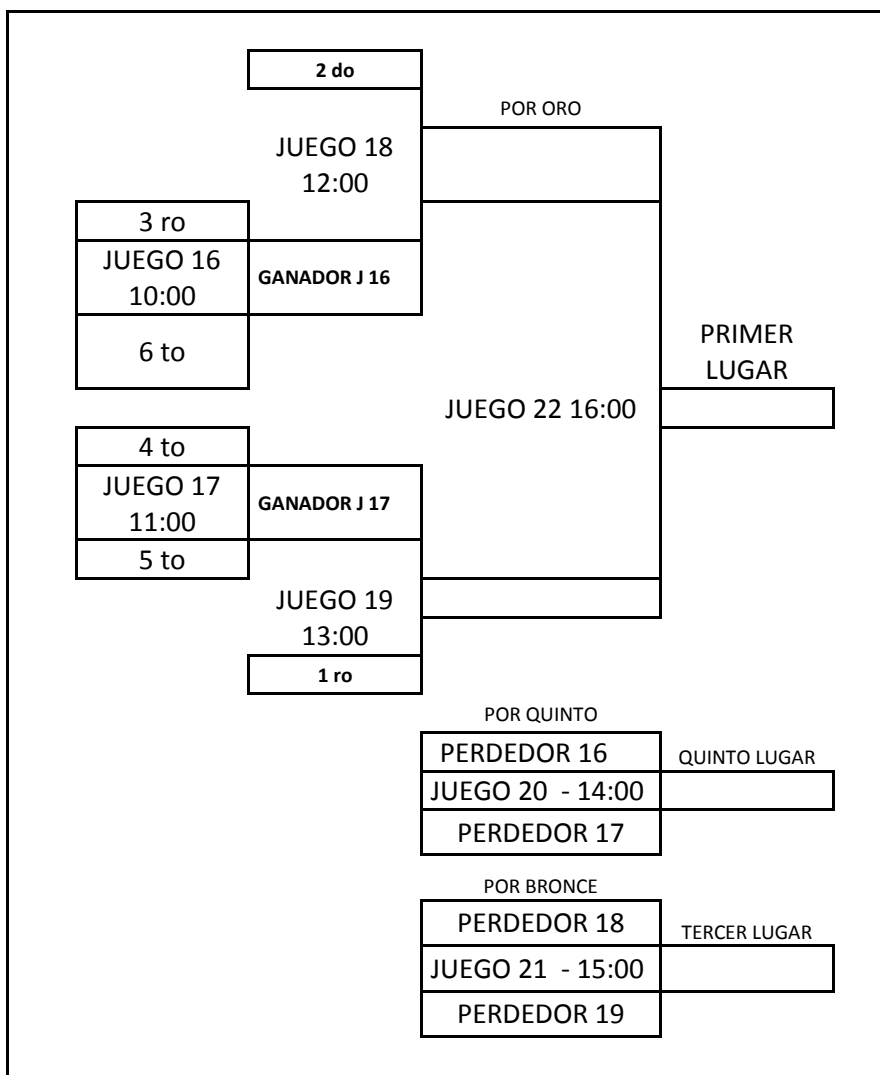 2 do
POR ORO
JUEGO 18
12:00
3 ro
JUEGO 16
10:00
GANADOR J 16
6 to
PRIMER
LUGAR
JUEGO 22 16:00
4 to
JUEGO 17
11:00
GANADOR J 17
5 to
JUEGO 19
13:00
1 ro
POR QUINTO
PERDEDOR 16
QUINTO LUGAR
JUEGO 20 - 14:00
PERDEDOR 17
POR BRONCE
PERDEDOR 18
TERCER LUGAR
JUEGO 21 - 15:00
PERDEDOR 19